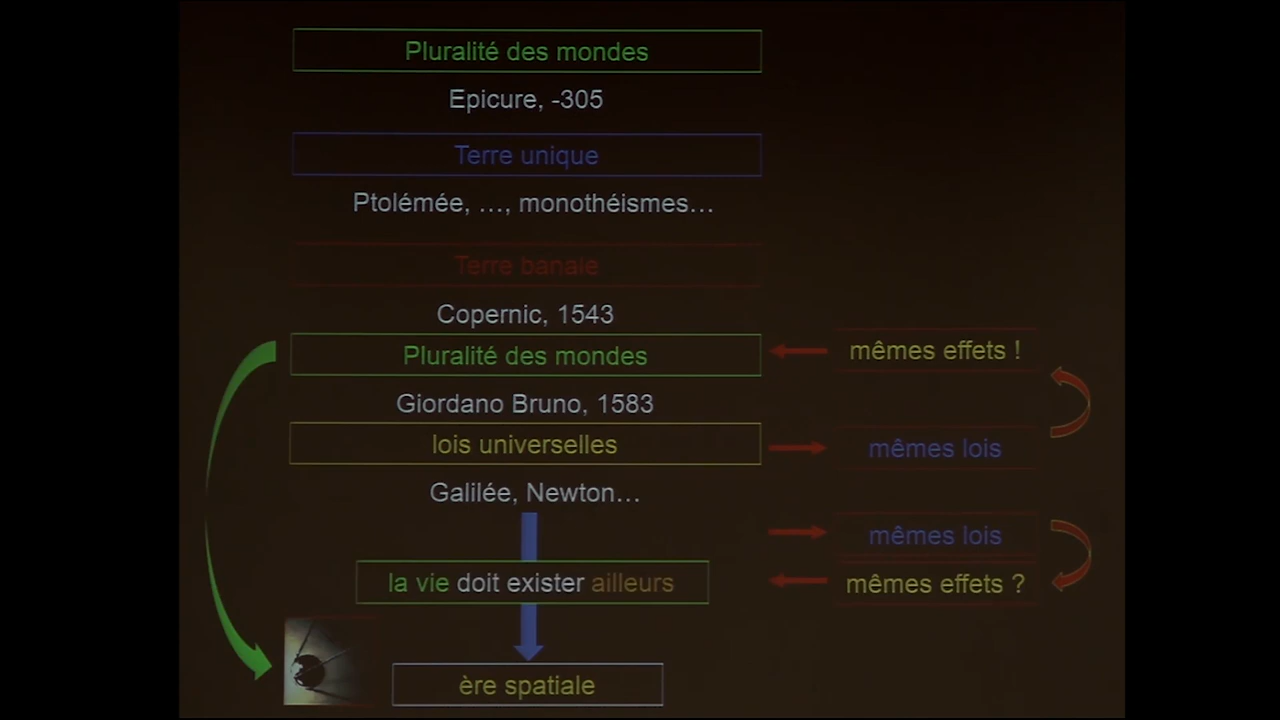 Pluralité des mondes
Epicure, -305
Terre unique
Ptolémée, …, monothéismes…
Terre banale
Copernic, 1543
Pluralité des mondes
mêmes effets !
Giordano Bruno, 1583
lois universelles
mêmes lois
Galilée, Newton…
mêmes lois
la vie doit exister ailleurs
mêmes effets ?
ère spatiale